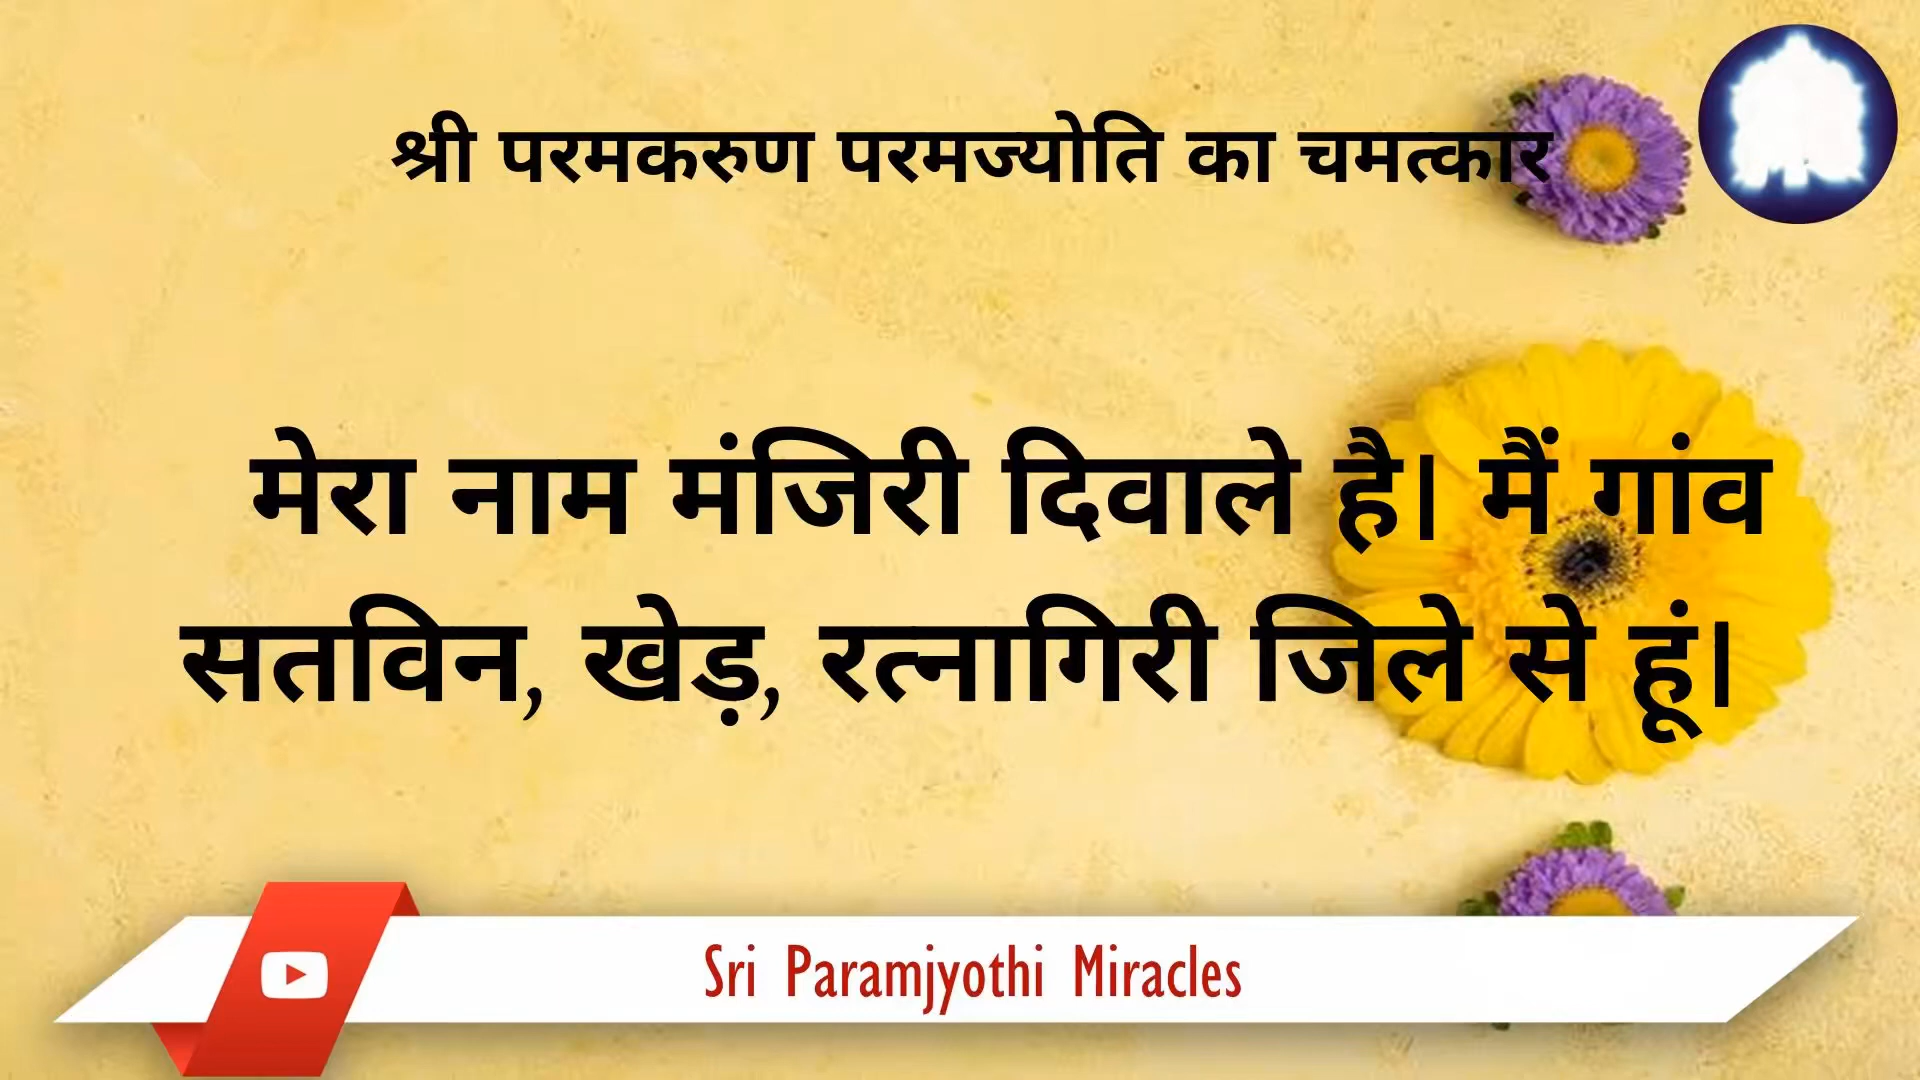 श्री परमकरुण परमज्योति का चमत्कार
मेरा नाम मंजिरी दिवाले है। मैं गांव
सतविन, खेड़, रत्नागिरी जिले से हूं।
Sri Paramjyothi Miracles